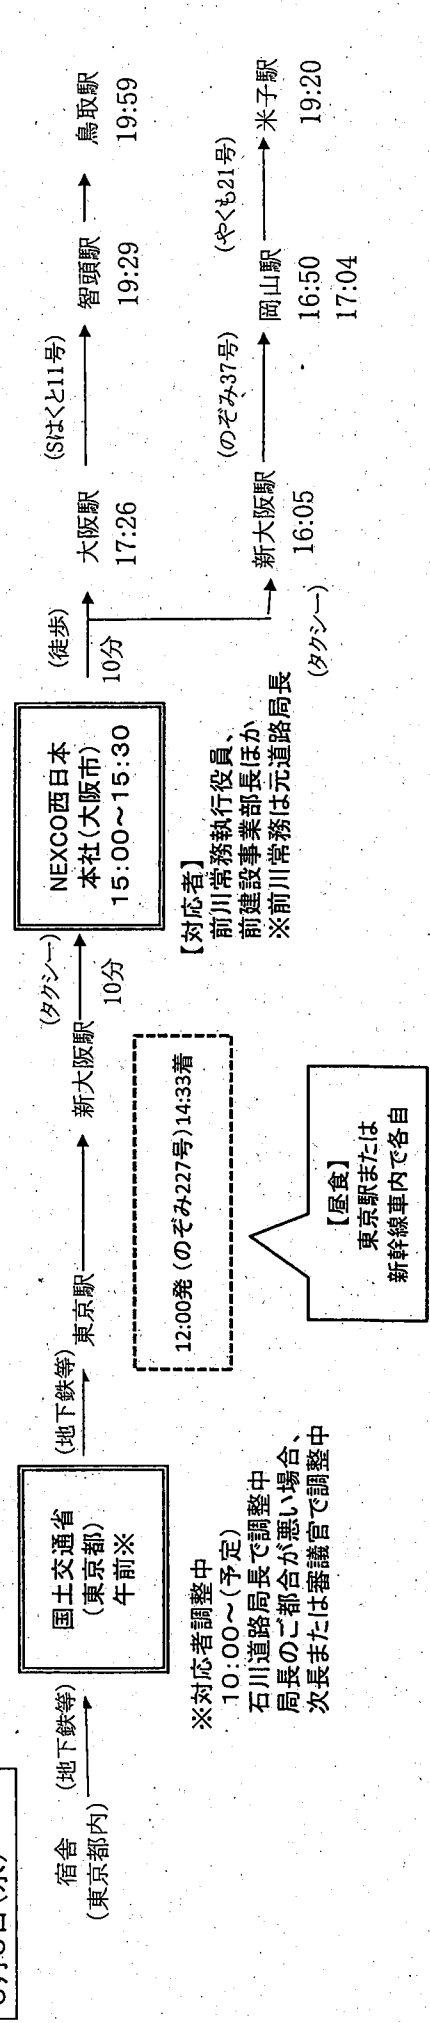 宿舎
(東京都内)
(地下鉄等)
国土交通省
(東京都)
午前※
※対応者調整中
10:00~(予定)
石川道路局長で調整中
局長のご都合が悪い場合、
次長または審議官で調整中
(地下鉄等)
東京駅
新大阪駅
12:00発 (のぞみ227号)14:33着
【昼食】
東京駅または
新幹線車内で各自
(タクシー)
10分
NEXCO西日本
本社(大阪市)
15:00~15:30
【対応者】
前川常務執行役員、
前建設事業部長ほか
※前川常務は元道路局長
(徒歩)
10分
大阪駅
17:26
(Sはくと11号)
智頭駅
19:29
鳥取駅
19:59
(タクシー)
新大阪駅
16:05
(のぞみ37号)
岡山駅
16:50
17:04
(やくも21号)
米子駅
19:20